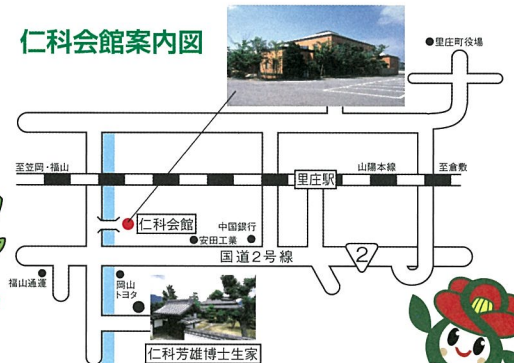 仁科会館案内図
里庄町役場
至笠岡・福山
里庄駅
山陽本線
至倉敷
仁科会館
中国銀行
安田工業
国道2号線
2
福山通運
岡山
トヨタ
仁科芳雄博士生家